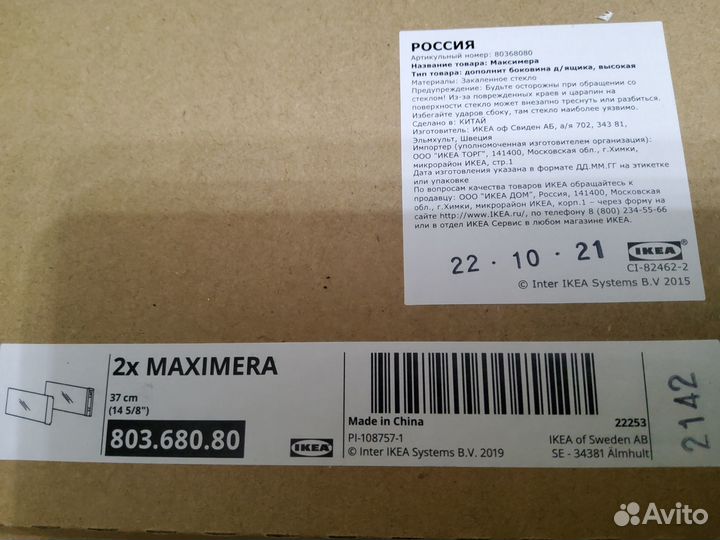 РОССИЯ
Артикульный номер: 80368080
Название товара: Максимера
Тип товара: дополнит боковина д/ящика, высокая
Материалы: Закаленное стекло
Предупреждение: Будьте осторожны при обращении со
стеклом! Из-за поврежденных краев и царапин на
поверхности стекло может внезапно треснуть или разбиться.
Избегайте ударов сбоку, там стекло наиболее уязвимо.
Сделано в: КИТАЙ
Изготовитель: ИКЕА оф Свиден АБ, а/я 702, 343 81,
Эльмхульт, Швеция
Импортер (уполномоченная изготовителем организация):
ООО "ИКЕА ТОРГ", 141400, Московская обл., г.Химки,
микрорайон ИКЕА, стр.1
Дата изготовления указана в формате ДД.ММ.ГГ на этикетке
или упаковке
По вопросам качества товаров ИКЕА обращайтесь к
продавцу: ООО "ИКЕА ДОМ", Россия, 141400, Московская
обл., г.Химки, микрорайон ИКЕА, корп.1 – через форму на
сайте http://www.IKEA.ru/, по телефону 8 (800) 234-55-66
или в отдел ИКЕА Сервис в любом магазине ИКЕА.
22 · 10 · 21
IKEA
CI-82462-2
© Inter IKEA Systems B.V 2015
2x MAXIMERA
37 cm
(14 5/8")
803.680.80
IKEA
Made in China
22253
PI-108757-1
IKEA of Sweden AB
© Inter IKEA Systems B.V. 2019
SE - 34381 Älmhult
2142
Avito